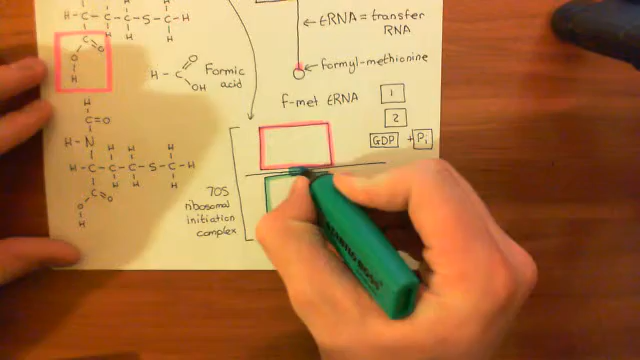 H-C-C-C-S-C-H
H H H H
C=O
O
H
H-C=O
OH
Formic
acid
tRNA = transfer
RNA
formyl-methionine
f-met tRNA
1
2
GDP + Pi
H
C=O
H-N H H H
H-C-C-C-S-C-H
H H H
C=O
O
H
70S
ribosomal
initiation
complex